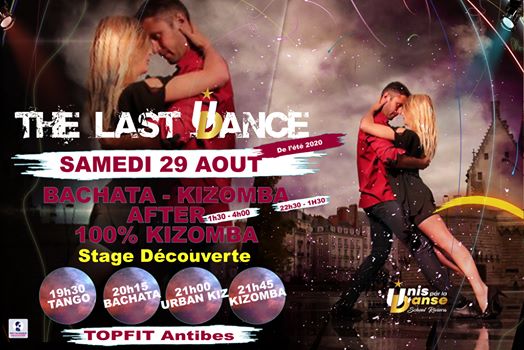 THE LAST DANCE
De l'été 2020
SAMEDI 29 AOUT
BACHATA - KIZOMBA
22h30 - 1H30
AFTER
1h30 - 4h00
100% KIZOMBA
Stage Découverte
19h30
TANGO
20h15
BACHATA
21h00
URBAN KIZ
21h45
KIZOMBA
TOPFIT Antibes
Unis par la
Danse
School Riviera